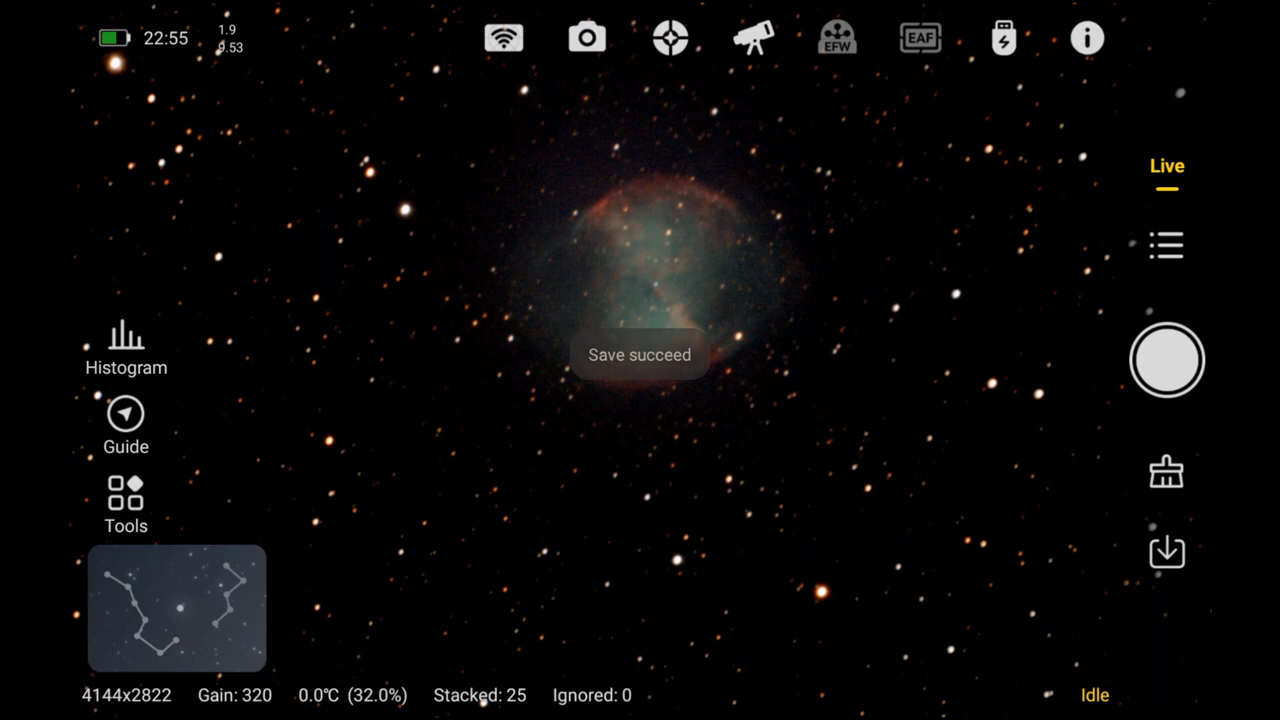 22:55
1.9
9.53
EFW
EAF
Live
Histogram
Guide
Tools
Save succeed
4144x2822 Gain: 320 0.0℃ (32.0%) Stacked: 25 Ignored: 0 Idle